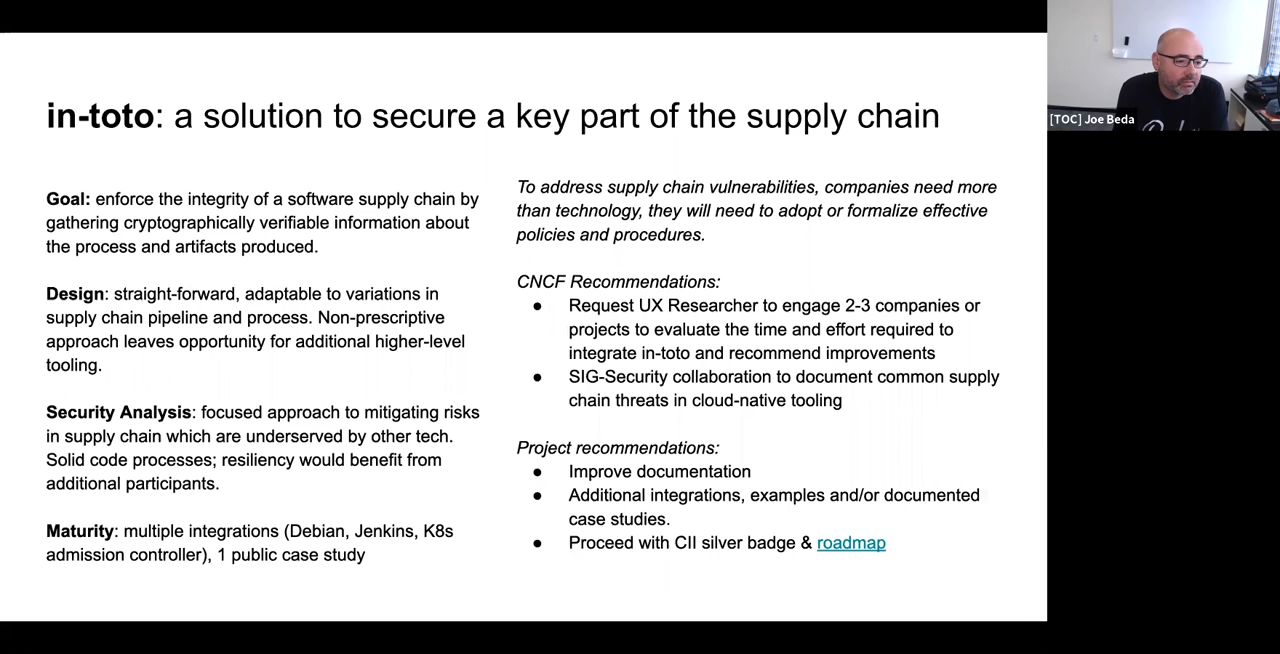 in-toto: a solution to secure a key part of the supply chain
Goal: enforce the integrity of a software supply chain by
gathering cryptographically verifiable information about
the process and artifacts produced.
Design: straight-forward, adaptable to variations in
supply chain pipeline and process. Non-prescriptive
approach leaves opportunity for additional higher-level
tooling.
Security Analysis: focused approach to mitigating risks
in supply chain which are underserved by other tech.
Solid code processes; resiliency would benefit from
additional participants.
Maturity: multiple integrations (Debian, Jenkins, K8s
admission controller), 1 public case study
To address supply chain vulnerabilities, companies need more
than technology, they will need to adopt or formalize effective
policies and procedures.
CNCF Recommendations:
● Request UX Researcher to engage 2-3 companies or
projects to evaluate the time and effort required to
integrate in-toto and recommend improvements
● SIG-Security collaboration to document common supply
chain threats in cloud-native tooling
Project recommendations:
● Improve documentation
● Additional integrations, examples and/or documented
case studies.
● Proceed with CII silver badge & roadmap
[TOC] Joe Beda